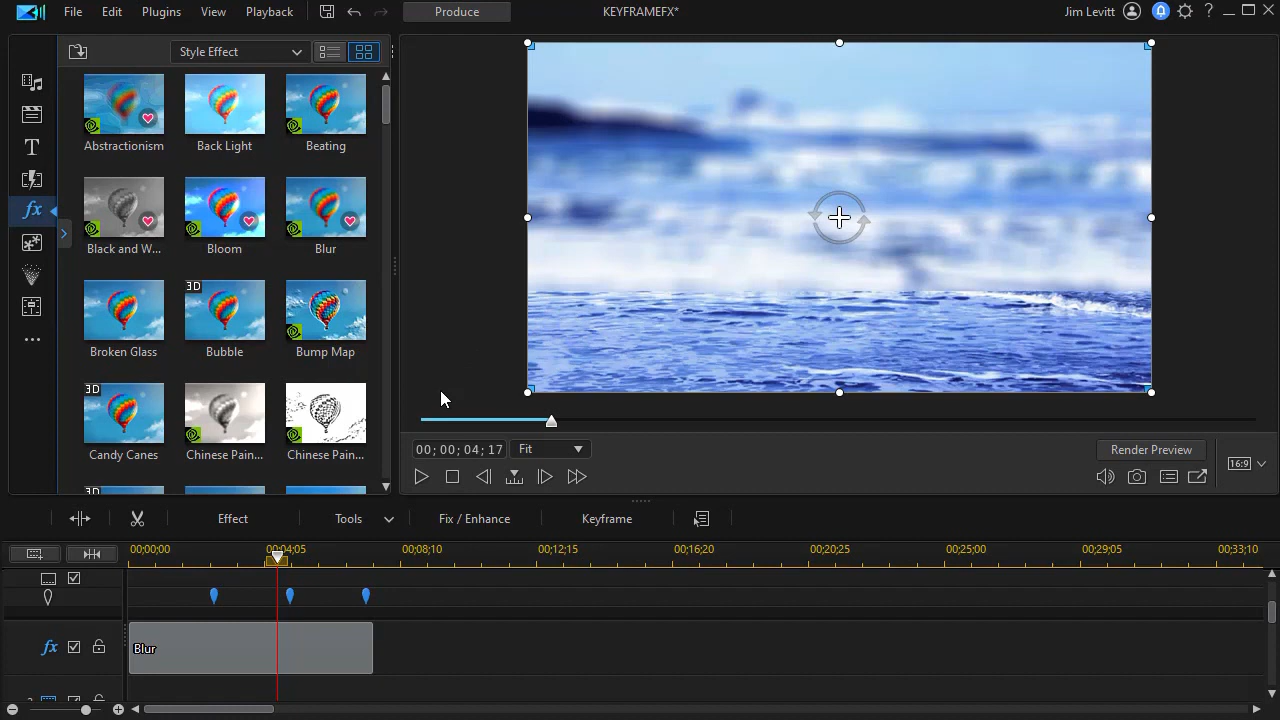 File Edit Plugins View Playback Produce KEYFRAMEFX* Jim Levitt ?
Style Effect
Abstractionism Back Light Beating
Black and W... Bloom Blur
3D
Broken Glass Bubble Bump Map
3D
Candy Canes Chinese Pain... Chinese Pain...
3D
T
fx
00;00;04;17 Fit Render Preview
16:9
Effect Tools Fix / Enhance Keyframe
00;00;00 00;04;05 00;08;10 00;12;15 00;16;20 00;20;25 00;25;00 00;29;05 00;33;10
fx Blur